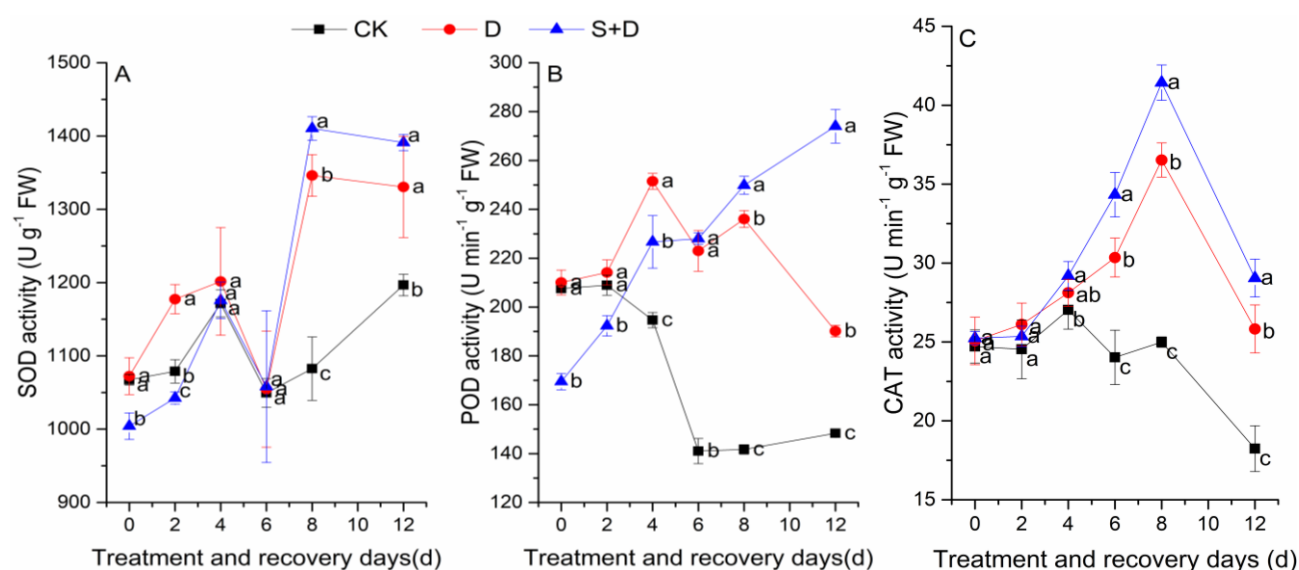 CK D S+D
A
SOD activity (U g⁻¹ FW)
1500
1400
1300
1200
1100
1000
900
a
a
b
a
b
c
a
a
a
a
a
a
a
b
c
a
a
b
0 2 4 6 8 10 12
Treatment and recovery days(d)
B
POD activity (U min⁻¹ g⁻¹ FW)
300
280
260
240
220
200
180
160
140
120
a
a
b
a
a
b
a
b
c
a
a
b
a
b
c
a
b
c
0 2 4 6 8 10 12
Treatment and recovery days(d)
C
CAT activity (U min⁻¹ g⁻¹ FW)
45
40
35
30
25
20
15
a
a
a
a
a
a
a
ab
b
a
b
c
a
b
c
a
b
c
0 2 4 6 8 10 12
Treatment and recovery days (d)